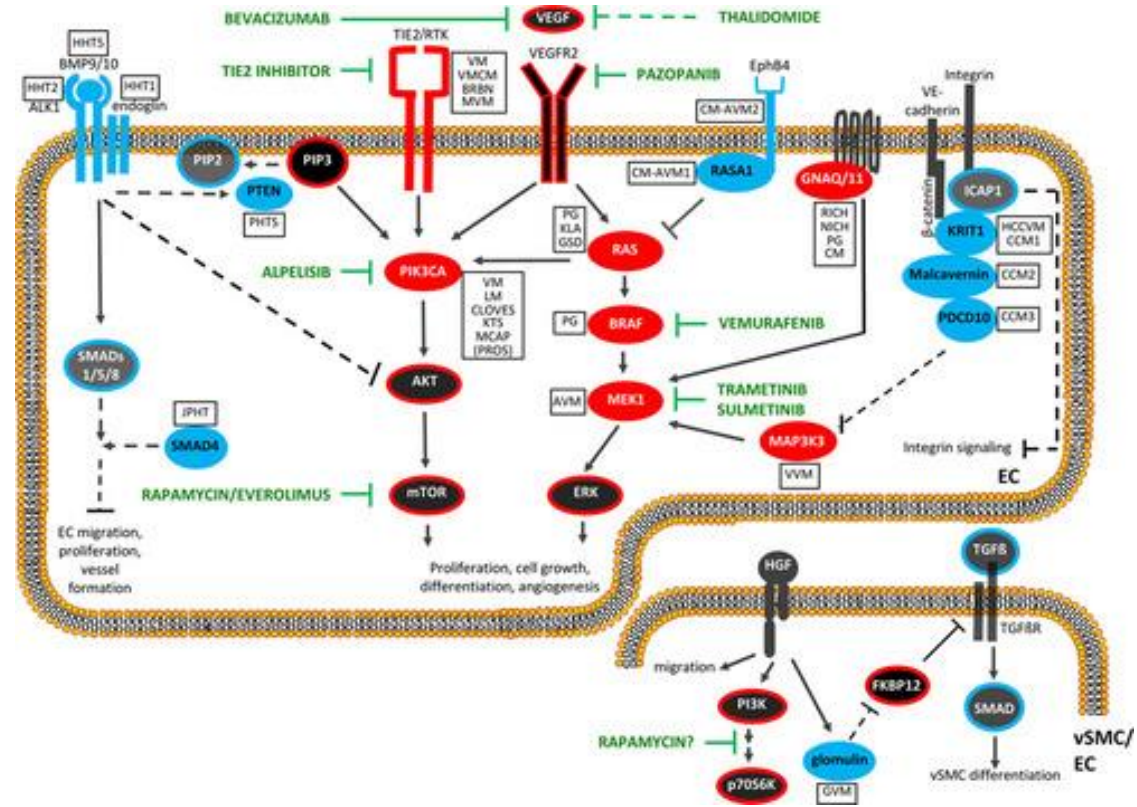 BEVACIZUMAB
VEGF
THALIDOMIDE
HHT5
BMP9/10
HHT2
ALK1
HHT1
endoglin
TIE2/RTK
TIE2 INHIBITOR
VM
VMCM
BRBN
MVM
VEGFR2
PAZOPANIB
EphB4
CM-AVM2
Integrin
VE-
cadherin
PIP2
PIP3
PTEN
PHTS
CM-AVM1
RASA1
GNAQ/11
RICH
NICH
PG
CM
β-catenin
ICAP1
KRIT1
HCCVM
CCM1
Malcavernin
CCM2
PDCD10
CCM3
PG
KLA
GSD
RAS
ALPELISIB
PIK3CA
VM
LM
CLOVES
KTS
MCAP
(PROS)
PG
BRAF
VEMURAFENIB
SMADs
1/5/8
AKT
AVM
MEK1
TRAMETINIB
SULMETINIB
MAP3K3
VVM
Integrin signaling
EC
JPHT
SMAD4
RAPAMYCIN/EVEROLIMUS
mTOR
ERK
EC migration,
proliferation,
vessel
formation
Proliferation, cell growth,
differentiation, angiogenesis
HGF
TGFß
TGFßR
migration
FKBP12
PI3K
SMAD
RAPAMYCIN?
glomulin
GVM
p70S6K
vSMC differentiation
vSMC/
EC